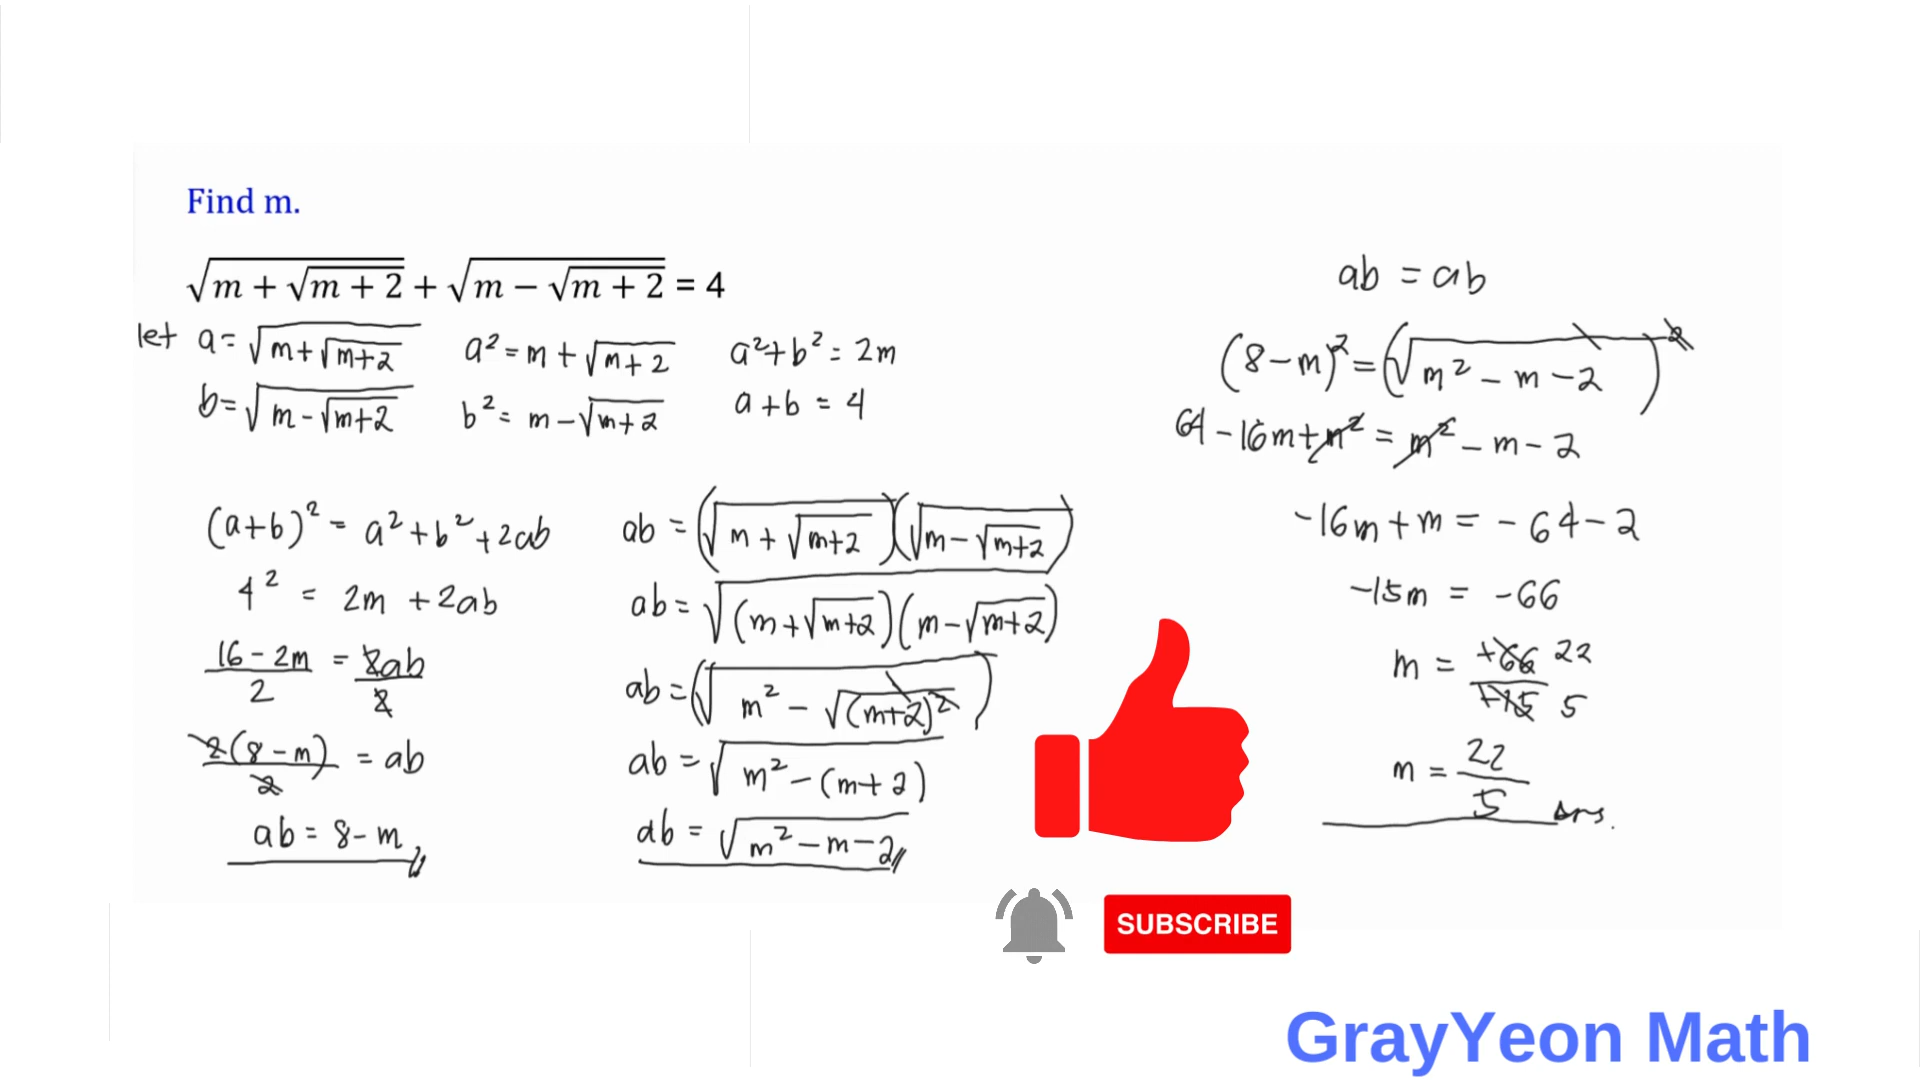 Find m.
√(m + √(m + 2)) + √(m − √(m + 2)) = 4
let a = √(m + √(m+2))
b = √(m - √(m+2))
a² = m + √(m+2)
b² = m - √(m+2)
a² + b² = 2m
a + b = 4
(a+b)² = a² + b² + 2ab
4² = 2m + 2ab
(16 - 2m)/2 = 2ab/2
2(8 - m)/2 = ab
ab = 8 - m
ab = (√(m + √(m+2)))(√(m - √(m+2)))
ab = √((m + √(m+2))(m - √(m+2)))
ab = (√(m² - √(m+2)²))
ab = √(m² - (m+2))
ab = √(m² - m - 2)
ab = ab
(8 - m)² = (√(m² - m - 2))²
64 - 16m + m² = m² - m - 2
-16m + m = -64 - 2
-15m = -66
m = +66/+15 22/5
m = 22/5 ans.
SUBSCRIBE
GrayYeon Math